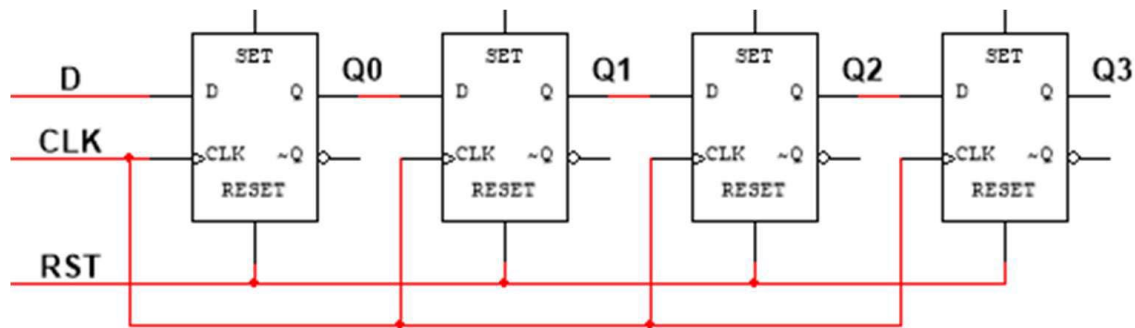 SET SET SET SET
D Q0 Q1 Q2 Q3
D Q D Q D Q D Q
CLK
CLK ~Q CLK ~Q CLK ~Q CLK ~Q
RESET RESET RESET RESET
RST